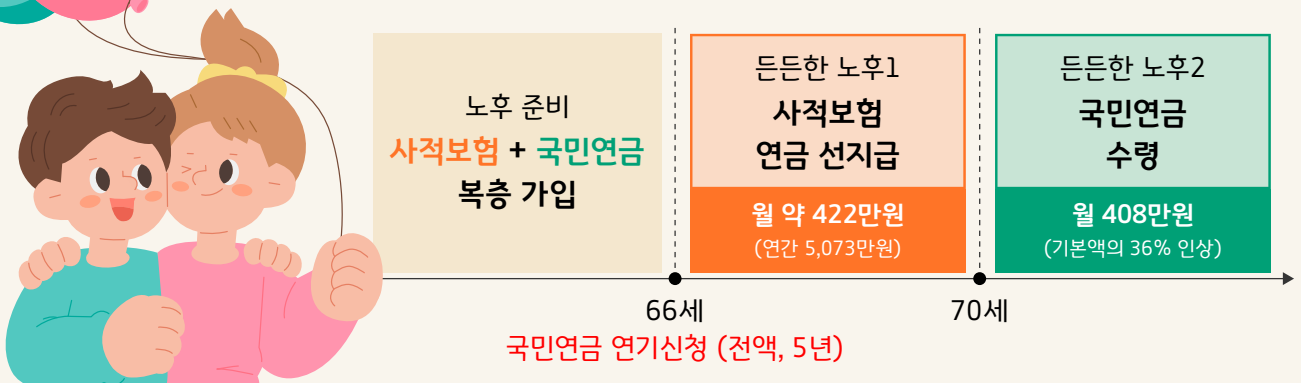 노후 준비
사적보험 + 국민연금
복층 가입
든든한 노후1
사적보험
연금 선지급
월 약 422만원
(연간 5,073만원)
든든한 노후2
국민연금
수령
월 408만원
(기본액의 36% 인상)
66세
70세
국민연금 연기신청 (전액, 5년)